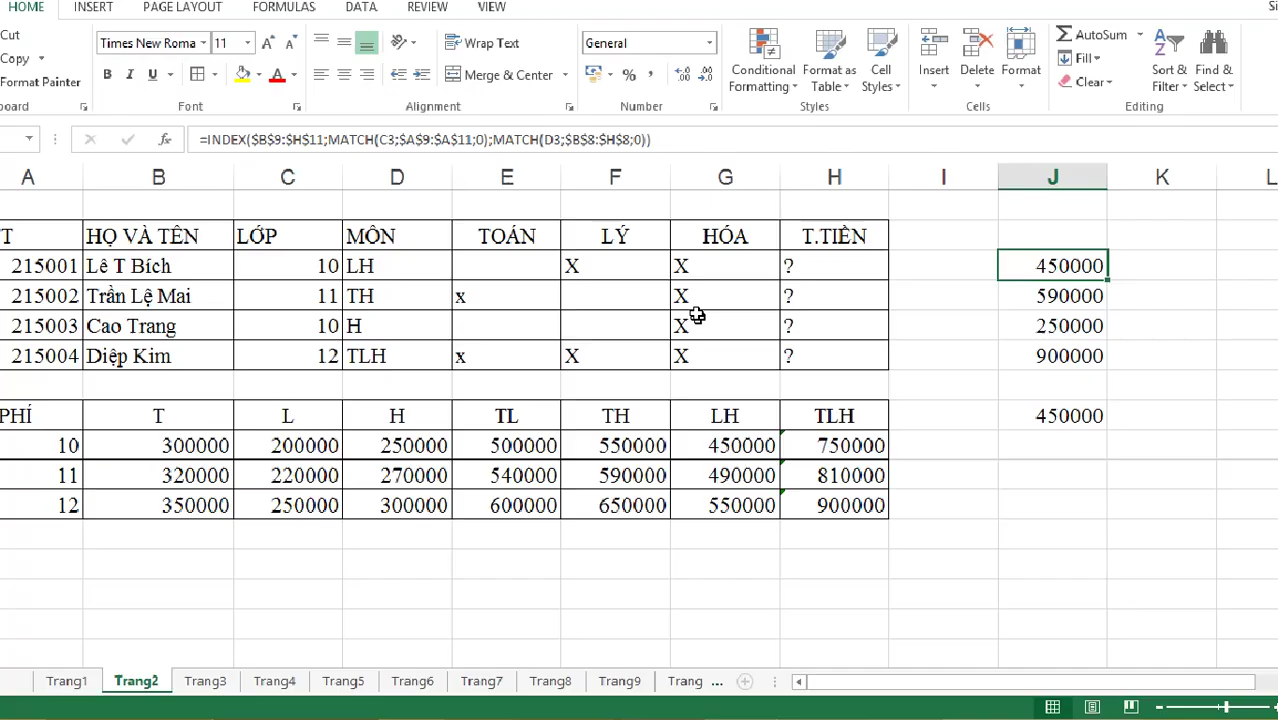 HOME INSERT PAGE LAYOUT FORMULAS DATA REVIEW VIEW Si
Cut
Copy
Format Painter
board
Times New Roma 11
B I U A
Font
Wrap Text
Merge & Center
Alignment
General
% ,
Number
Conditional Formatting
Format as Table
Cell Styles
Styles
Insert Delete Format
Cells
AutoSum
Fill
Clear
Sort & Filter
Find & Select
Editing
fx =INDEX($B$9:$H$11;MATCH(C3;$A$9:$A$11;0);MATCH(D3;$B$8:$H$8;0))
A B C D E F G H I J K L
T HỌ VÀ TÊN LỚP MÔN TOÁN LÝ HÓA T.TIỀN
215001 Lê T Bích 10 LH X X ? 450000
215002 Trần Lệ Mai 11 TH x X ? 590000
215003 Cao Trang 10 H X ? 250000
215004 Diệp Kim 12 TLH x X X ? 900000
PHÍ T L H TL TH LH TLH 450000
10 300000 200000 250000 500000 550000 450000 750000
11 320000 220000 270000 540000 590000 490000 810000
12 350000 250000 300000 600000 650000 550000 900000
Trang1 Trang2 Trang3 Trang4 Trang5 Trang6 Trang7 Trang8 Trang9 Trang ...